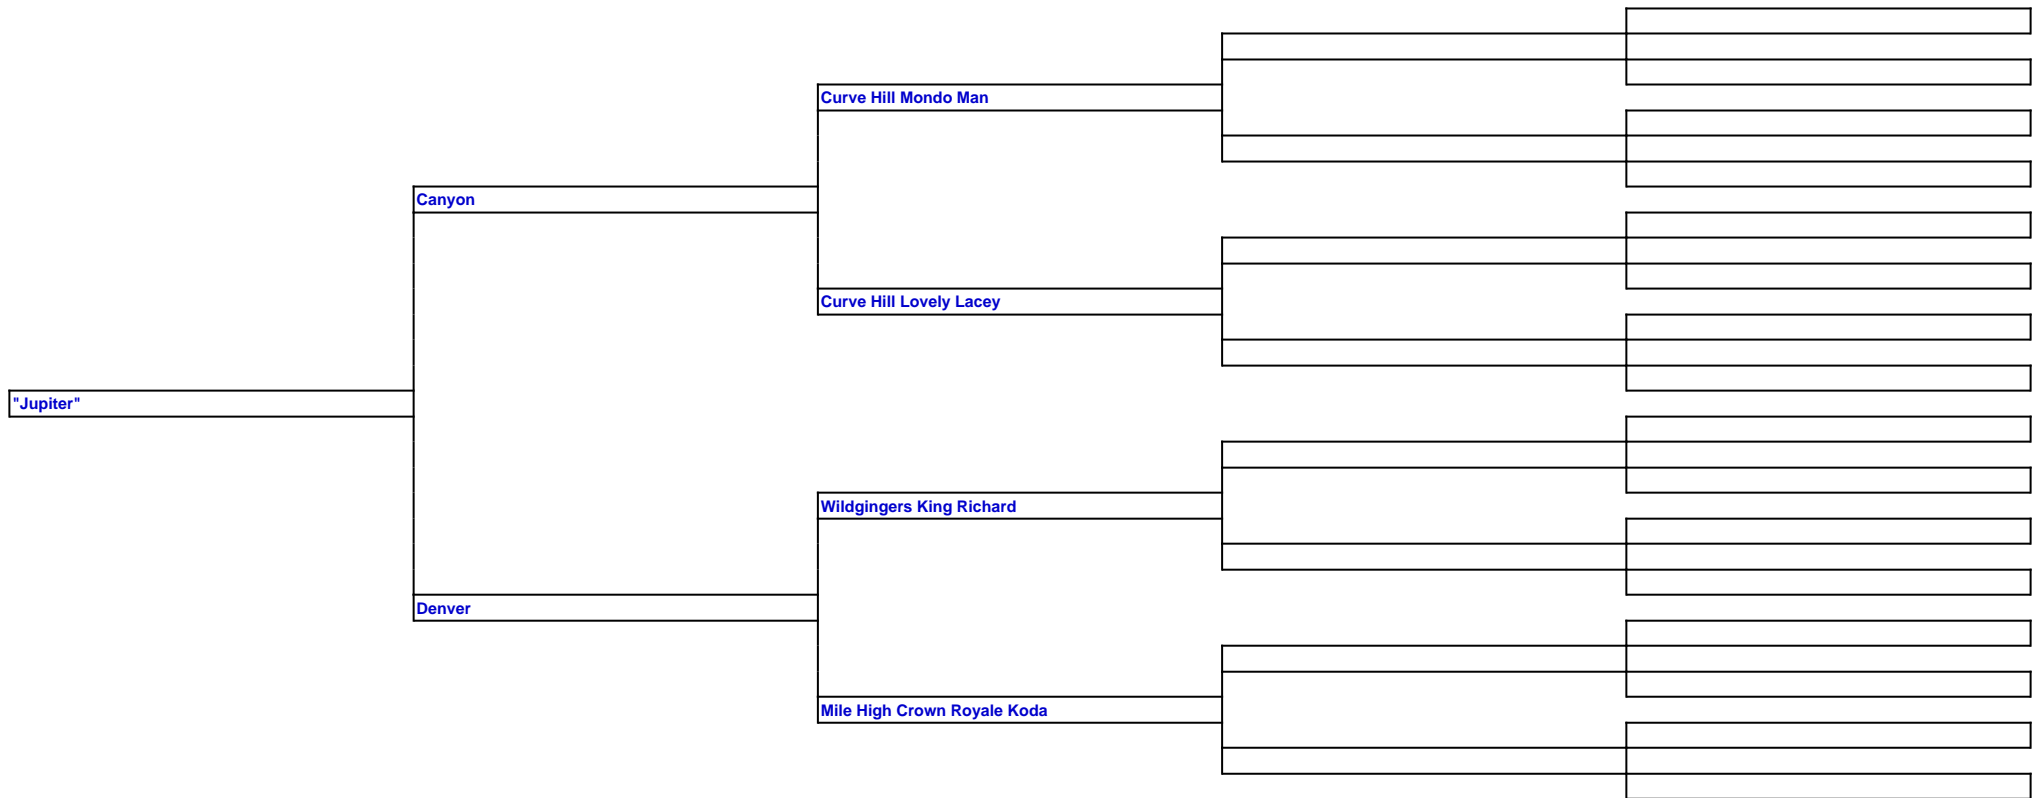 Curve Hill Mondo Man
Canyon
Curve Hill Lovely Lacey
"Jupiter"
Wildgingers King Richard
Denver
Mile High Crown Royale Koda